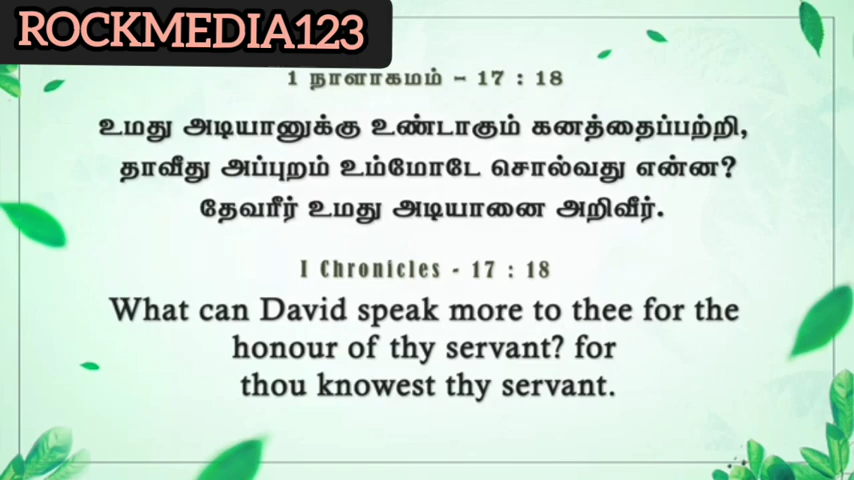 ROCKMEDIA123
1 நாளாகமம் – 17 : 18
உமது அடியானுக்கு உண்டாகும் கனத்தைப்பற்றி,
தாவீது அப்புறம் உம்மோடே சொல்வது என்ன?
தேவரீர் உமது அடியானை அறிவீர்.
I Chronicles - 17 : 18
What can David speak more to thee for the
honour of thy servant? for
thou knowest thy servant.